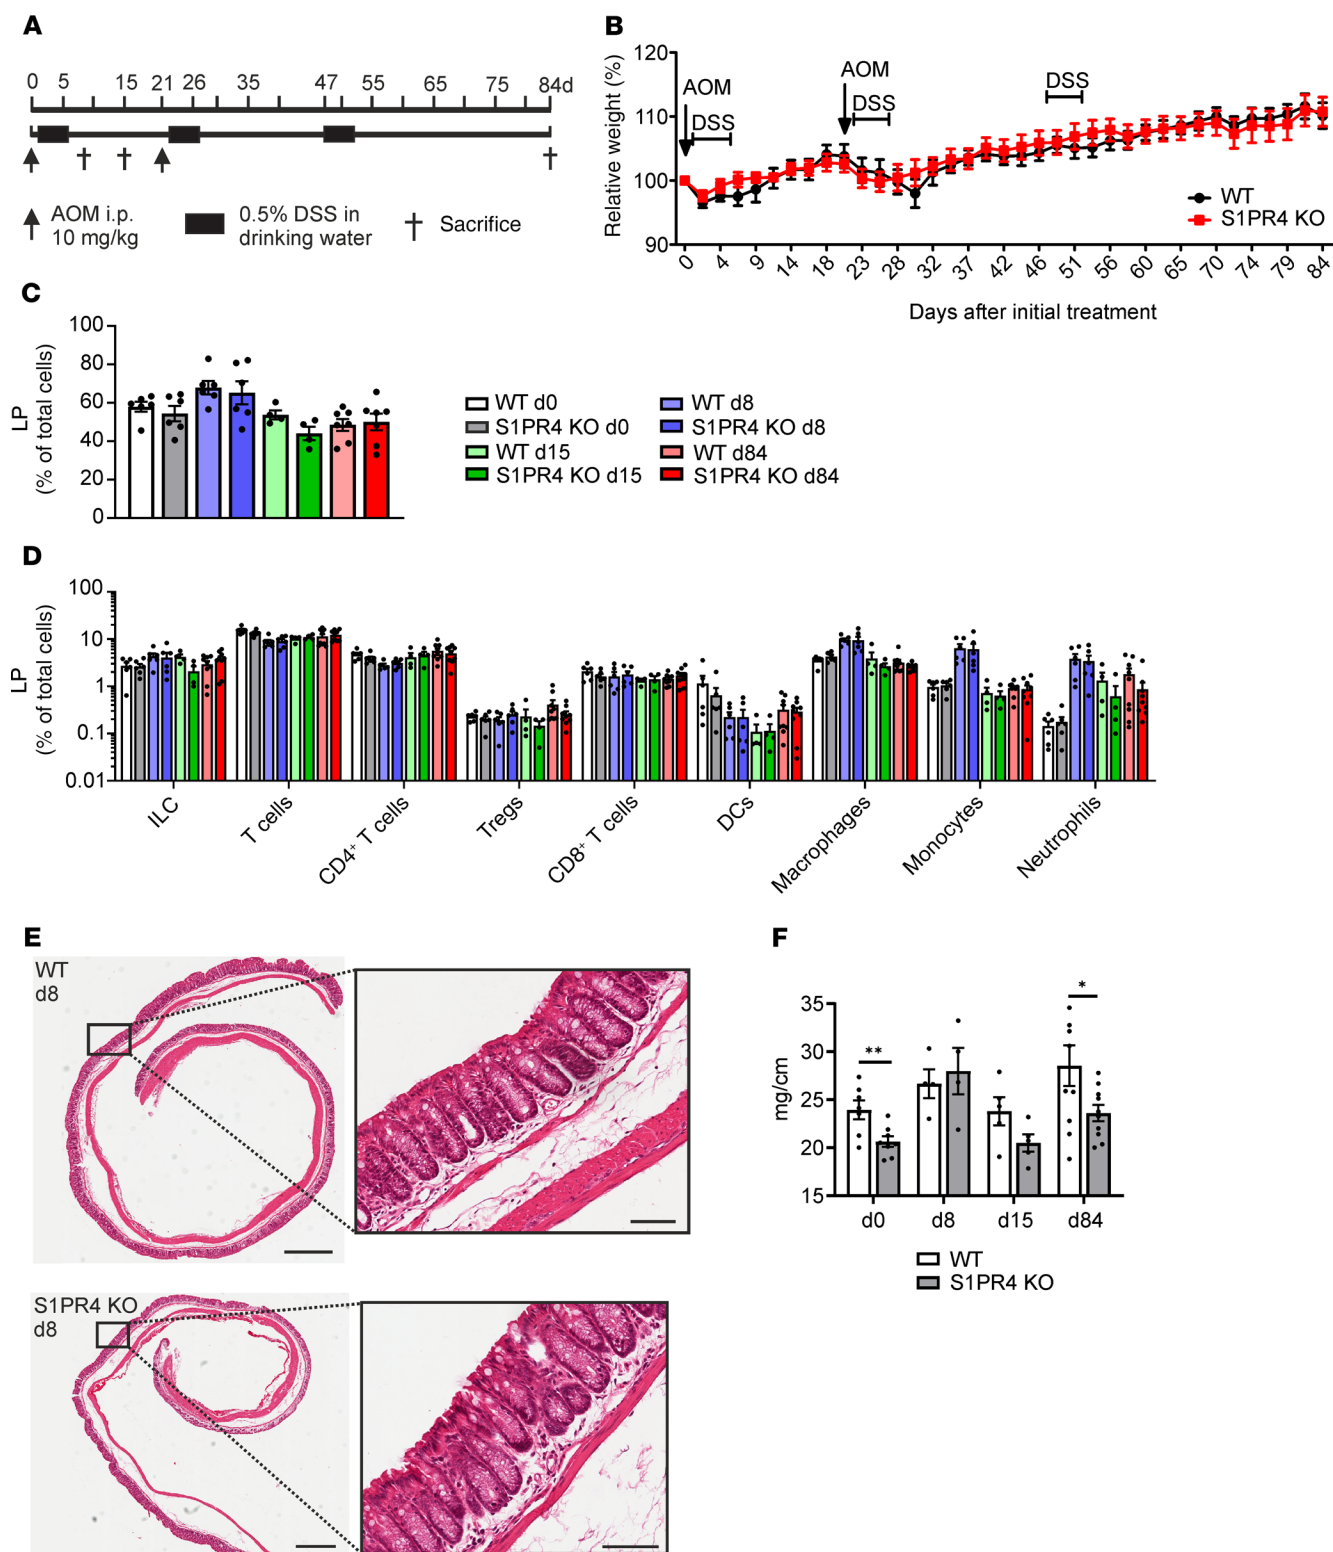 A
0 5 15 21 26 35 47 55 65 75 84d
AOM i.p.
10 mg/kg
0.5% DSS in
drinking water
Sacrifice
B
Relative weight (%)
120
110
100
90
AOM
DSS
AOM
DSS
DSS
WT
S1PR4 KO
0 4 9 14 18 23 28 32 37 42 46 51 56 60 65 70 74 79 84
Days after initial treatment
C
LP
(% of total cells)
100
80
60
40
20
0
WT d0
S1PR4 KO d0
WT d15
S1PR4 KO d15
WT d8
S1PR4 KO d8
WT d84
S1PR4 KO d84
D
LP
(% of total cells)
100
10
1
0.1
0.01
ILC
T cells
CD4+ T cells
Tregs
CD8+ T cells
DCs
Macrophages
Monocytes
Neutrophils
E
WT
d8
S1PR4 KO
d8
F
mg/cm
35
30
25
20
15
**
*
d0 d8 d15 d84
WT
S1PR4 KO